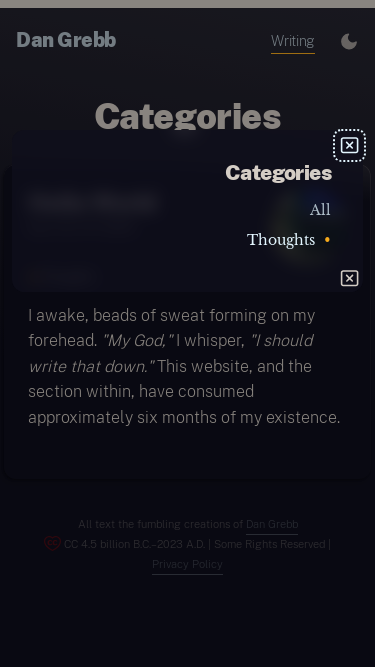 Dan Grebb
Writing
Categories
Categories
All
Thoughts
I awake, beads of sweat forming on my
forehead. "My God," I whisper, "I should
write that down." This website, and the
section within, have consumed
approximately six months of my existence.
All text the fumbling creations of Dan Grebb
CC 4.5 billion B.C.–2023 A.D. | Some Rights Reserved |
Privacy Policy